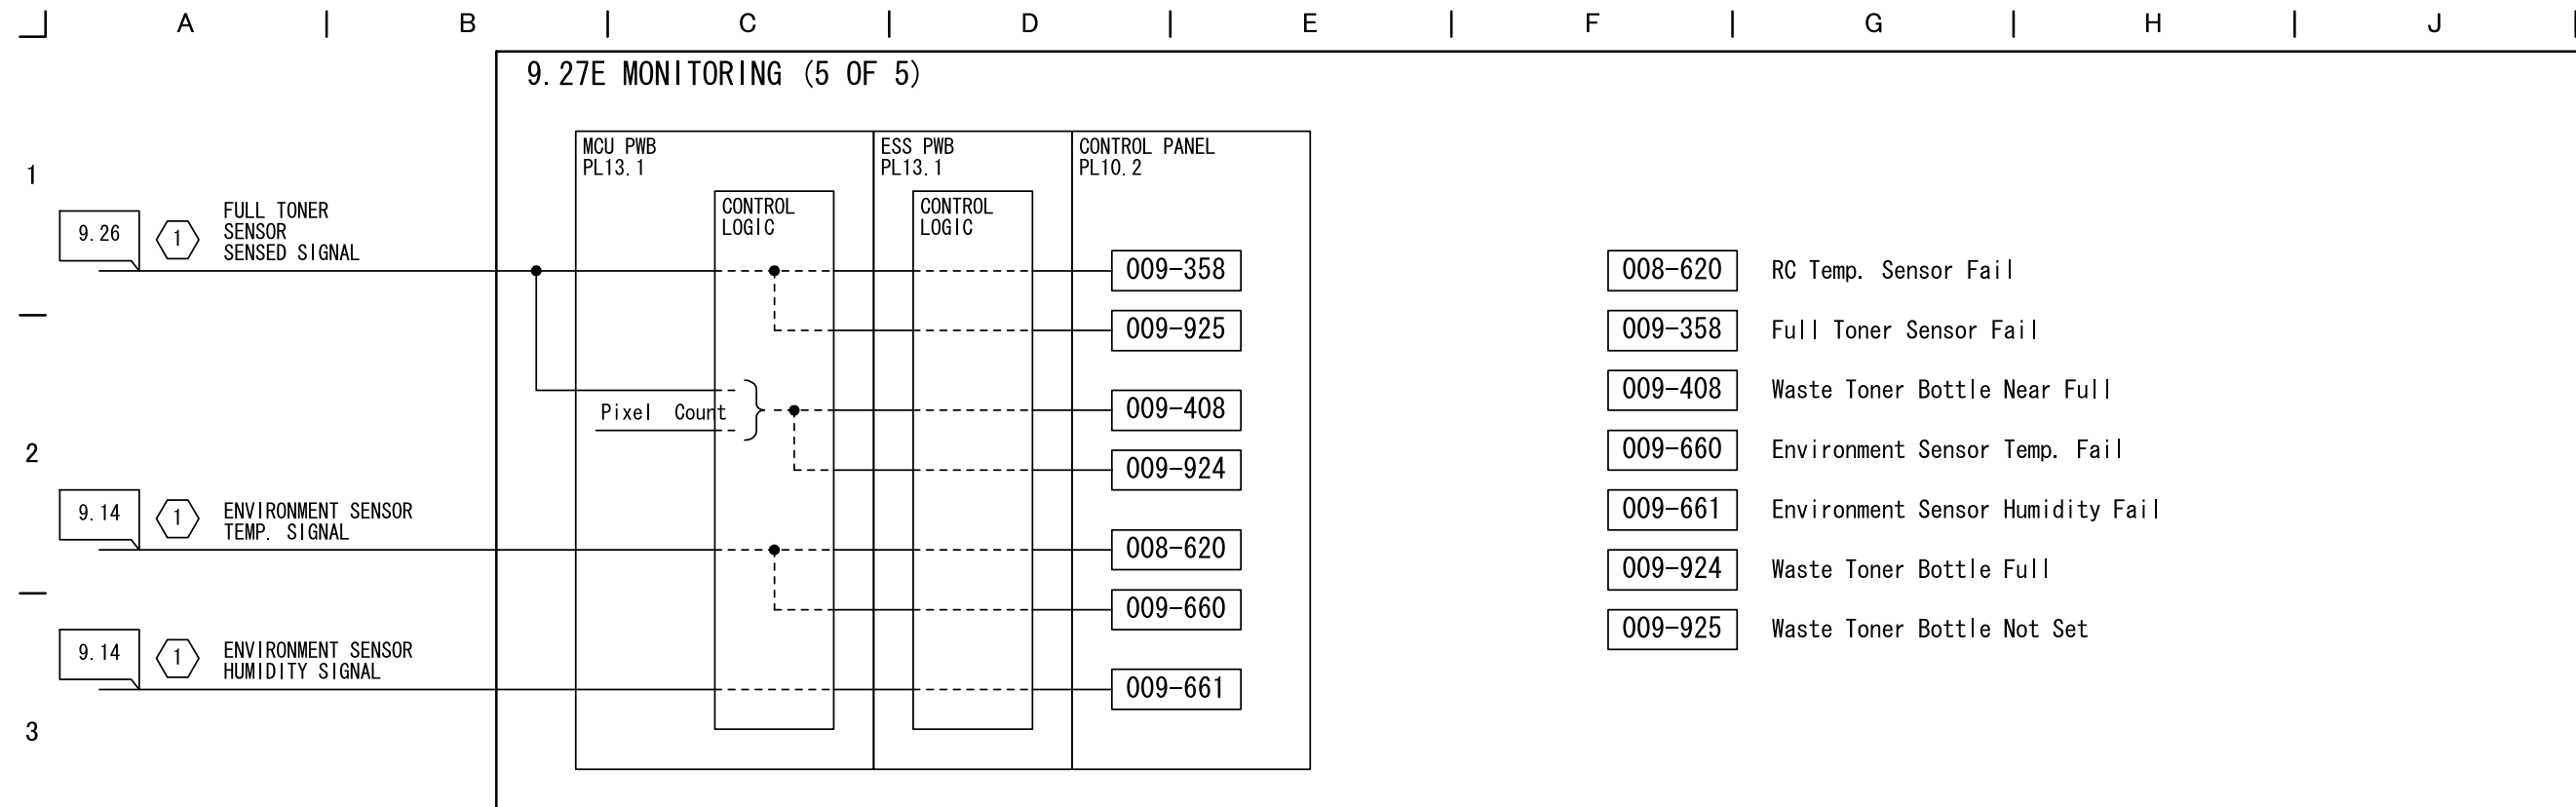 A B C D E F G H J
9.27E MONITORING (5 OF 5)
1
MCU PWB
PL13.1
ESS PWB
PL13.1
CONTROL PANEL
PL10.2
CONTROL
LOGIC
CONTROL
LOGIC
9.26
1
FULL TONER
SENSOR
SENSED SIGNAL
009-358
009-925
2
Pixel Count
009-408
009-924
9.14
1
ENVIRONMENT SENSOR
TEMP. SIGNAL
008-620
009-660
9.14
1
ENVIRONMENT SENSOR
HUMIDITY SIGNAL
009-661
3
008-620 RC Temp. Sensor Fail
009-358 Full Toner Sensor Fail
009-408 Waste Toner Bottle Near Full
009-660 Environment Sensor Temp. Fail
009-661 Environment Sensor Humidity Fail
009-924 Waste Toner Bottle Full
009-925 Waste Toner Bottle Not Set